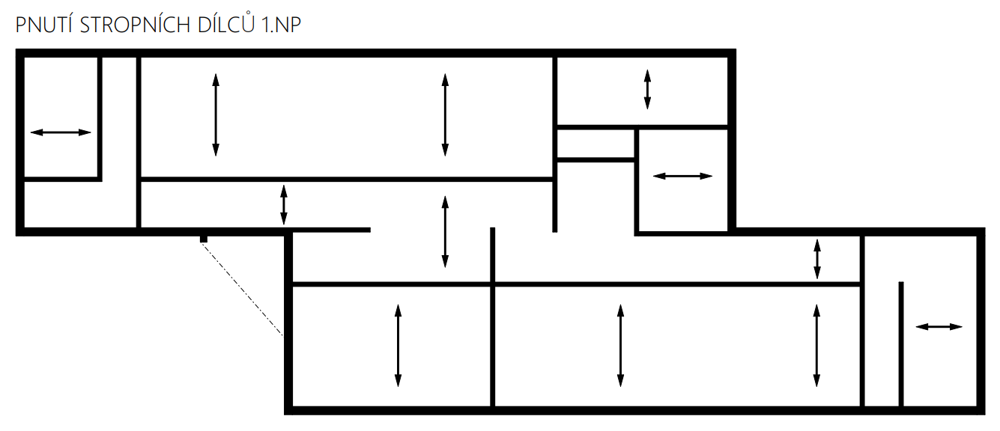 PNUTÍ STROPNÍCH DÍLCŮ 1.NP